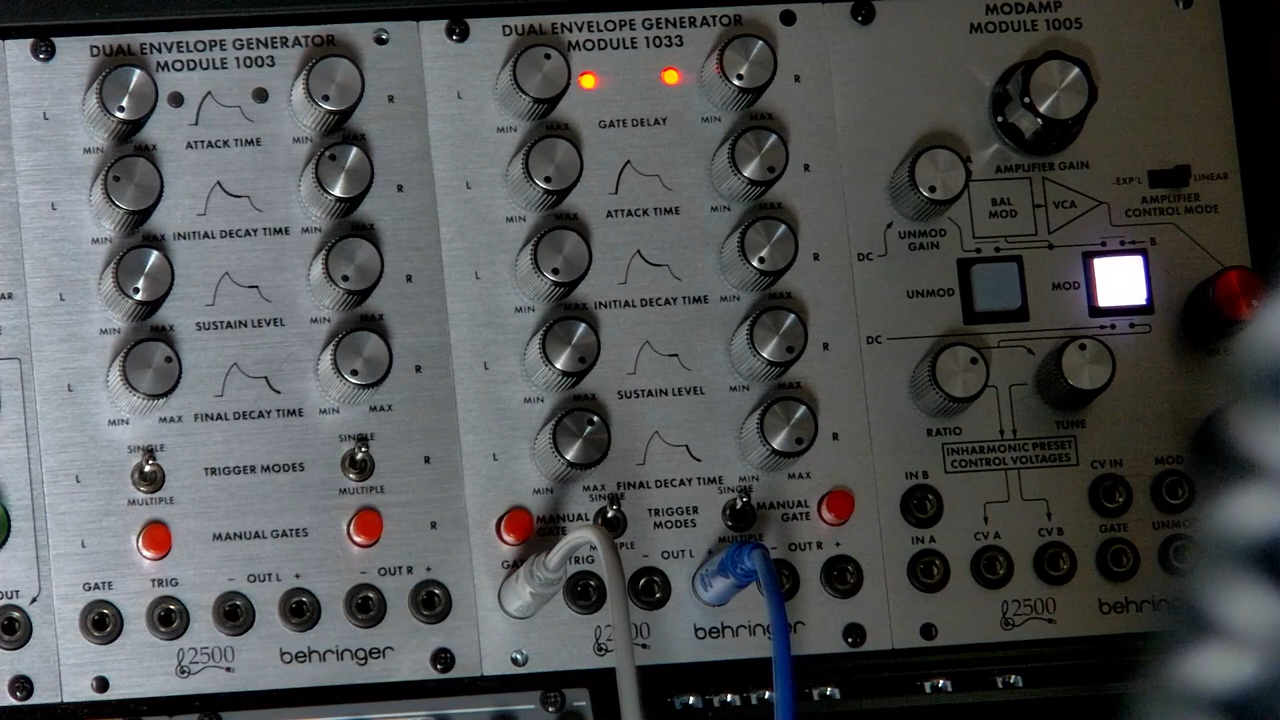 DUAL ENVELOPE GENERATOR
MODULE 1003
L
R
MIN
MAX
ATTACK TIME
MIN
MAX
L
R
MIN
MAX
INITIAL DECAY TIME
MIN
MAX
L
R
MIN
MAX
SUSTAIN LEVEL
MIN
MAX
L
R
MIN
MAX
FINAL DECAY TIME
MIN
MAX
SINGLE
SINGLE
L
TRIGGER MODES
R
MULTIPLE
MULTIPLE
L
MANUAL GATES
R
GATE
TRIG
- OUT L +
- OUT R +
2500
behringer
DUAL ENVELOPE GENERATOR
MODULE 1033
L
R
MIN
MAX
GATE DELAY
MIN
MAX
L
R
MIN
MAX
ATTACK TIME
MIN
MAX
L
R
MIN
MAX
INITIAL DECAY TIME
MIN
MAX
L
R
MIN
MAX
SUSTAIN LEVEL
MIN
MAX
L
R
MIN
MAX
FINAL DECAY TIME
MIN
MAX
SINGLE
SINGLE
MANUAL
GATE
TRIGGER
MODES
MANUAL
GATE
MULTIPLE
TRIG
- OUT L +
- OUT R +
behringer
MODAMP
MODULE 1005
AMPLIFIER GAIN
EXP'L
LINEAR
AMPLIFIER
CONTROL MODE
A
BAL
MOD
VCA
UNMOD
GAIN
DC
B
UNMOD
MOD
DC
RATIO
TUNE
INHARMONIC PRESET
CONTROL VOLTAGES
IN B
CV IN
MOD
IN A
CV A
CV B
GATE
2500
OUT